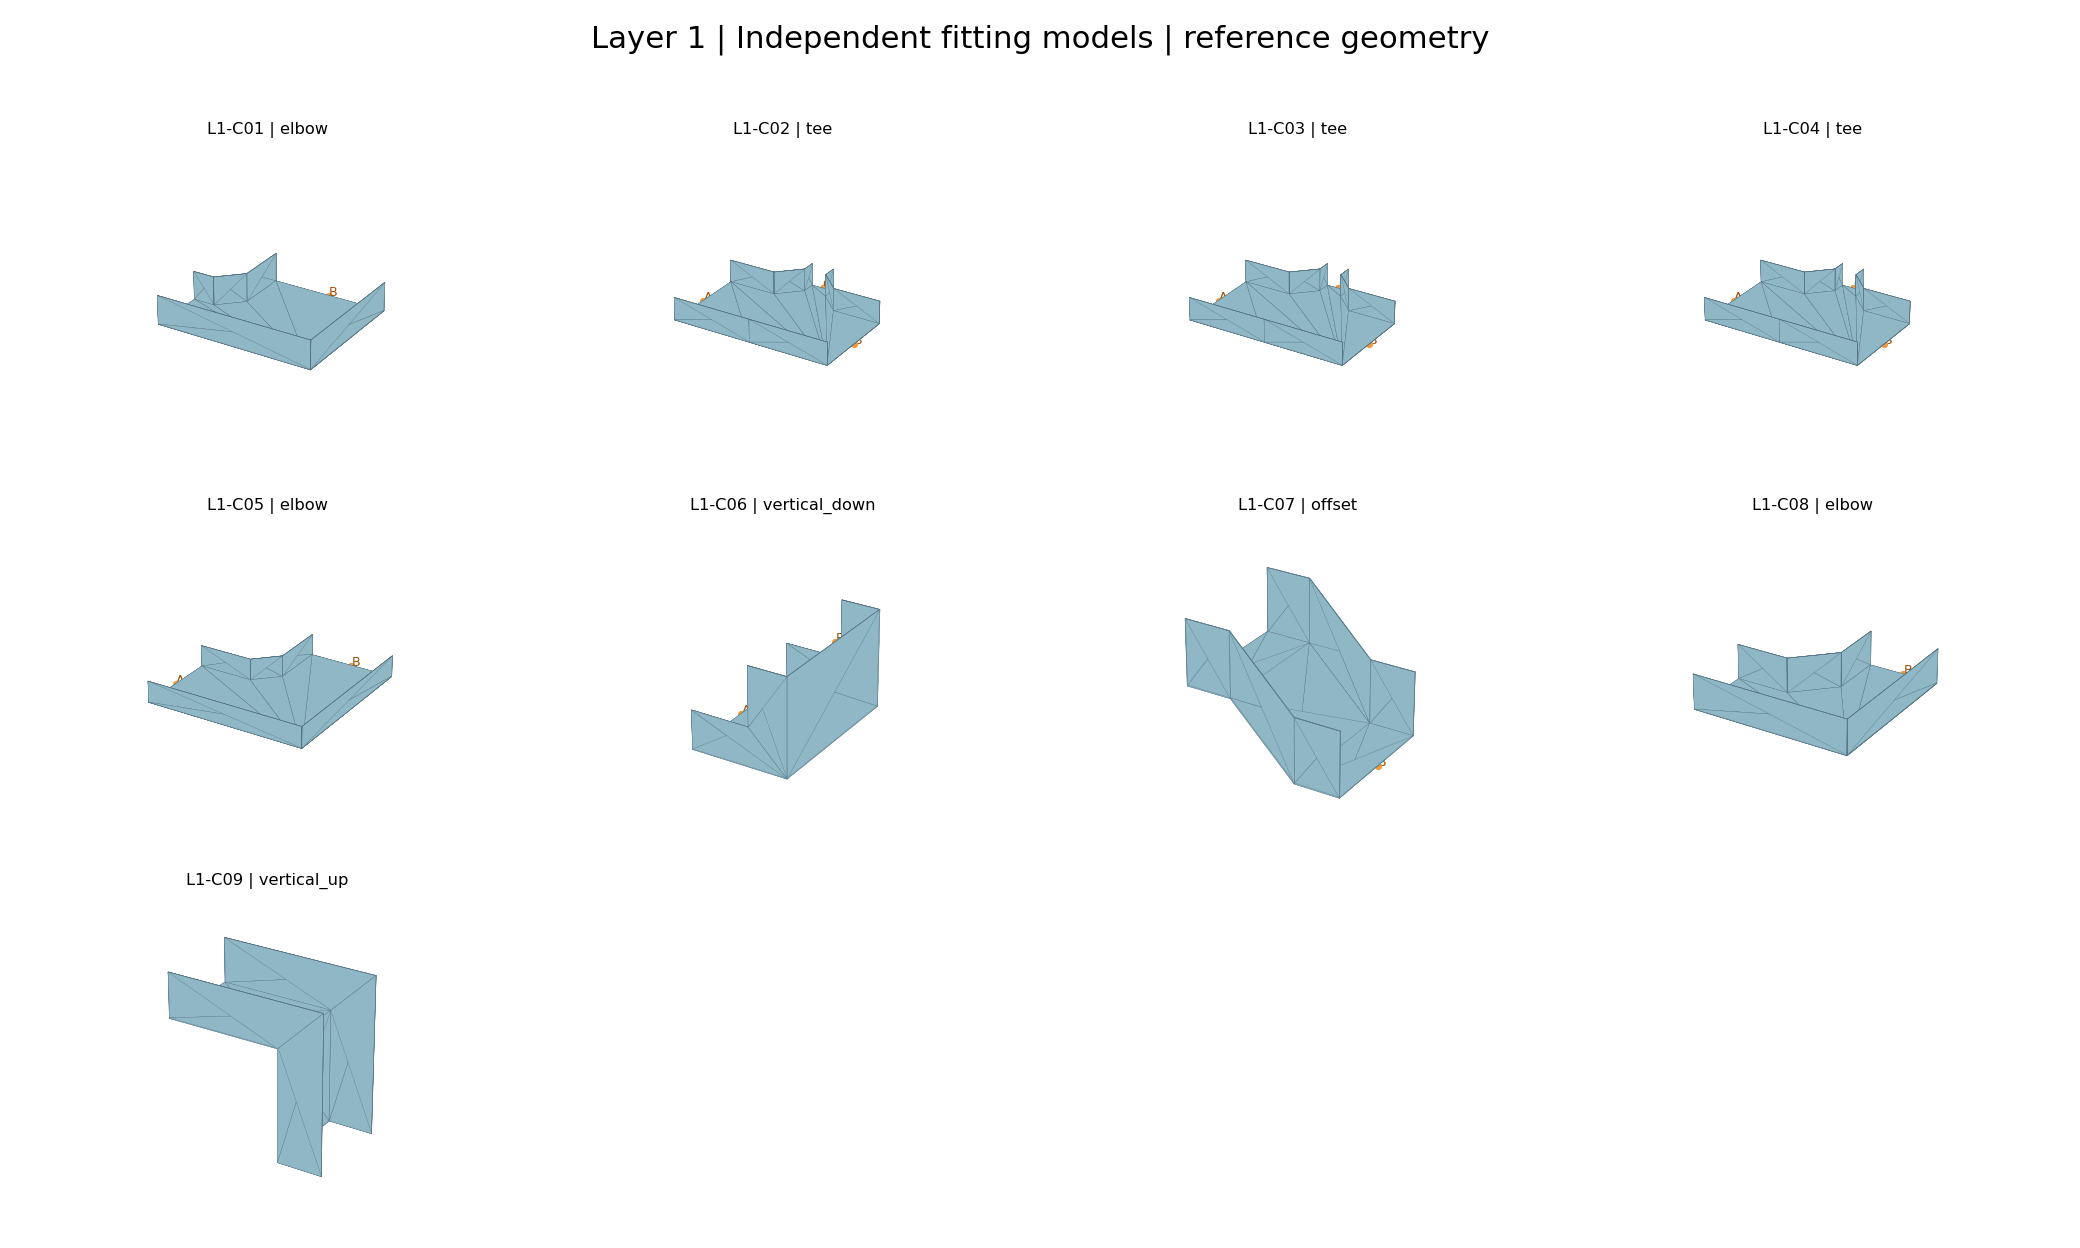 Layer 1 | Independent fitting models | reference geometry
L1-C01 | elbow
L1-C02 | tee
L1-C03 | tee
L1-C04 | tee
B
L1-C05 | elbow
L1-C06 | vertical_down
L1-C07 | offset
L1-C08 | elbow
B
L1-C09 | vertical_up